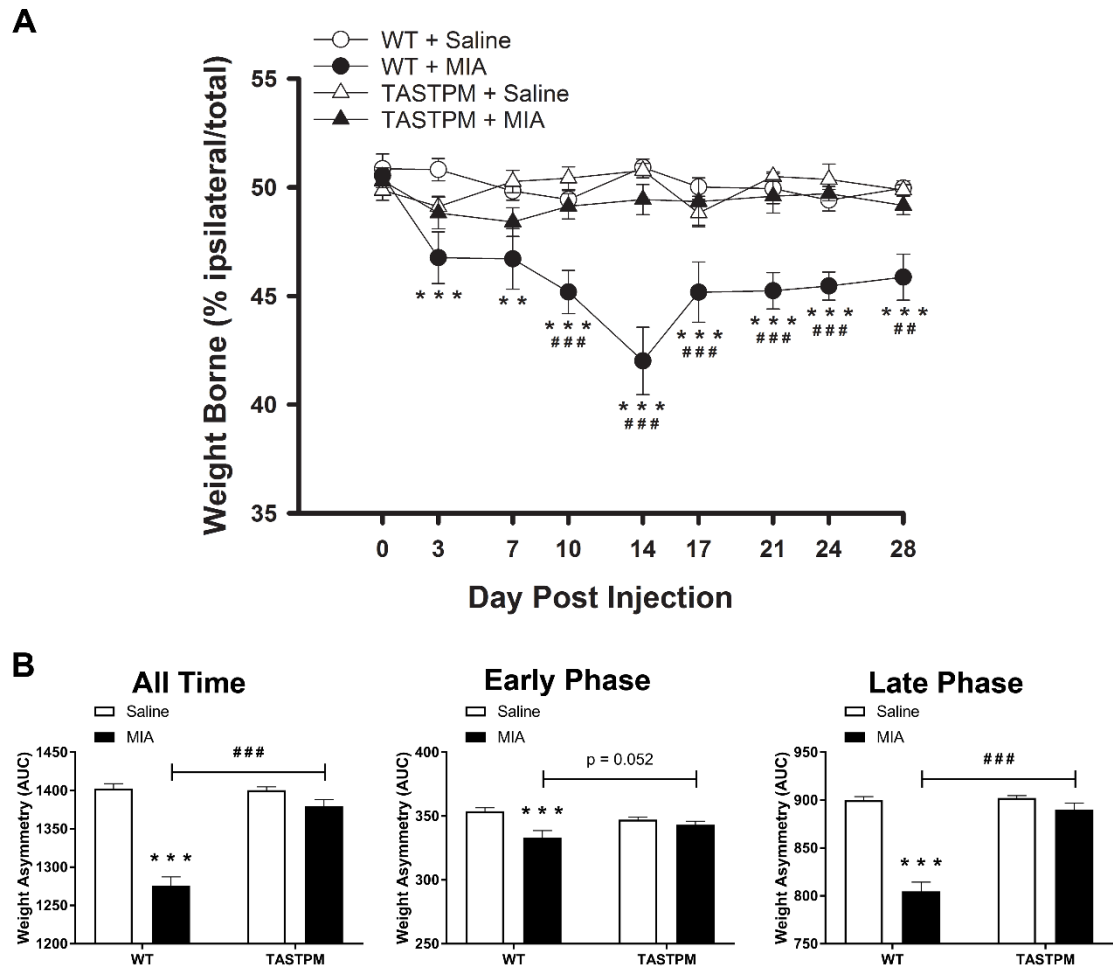 A
WT + Saline
WT + MIA
TASTPM + Saline
TASTPM + MIA
Weight Borne (% ipsilateral/total)
55
50
45
40
35
* * *
* *
* * *
###
* * *
###
* * *
###
* * *
###
* * *
###
* * *
##
0 3 7 10 14 17 21 24 28
Day Post Injection
B
All Time
Saline
MIA
Weight Asymmetry (AUC)
1450
1400
1350
1300
1250
1200
* * *
###
WT TASTPM
Early Phase
Saline
MIA
Weight Asymmetry (AUC)
400
350
300
250
* * *
p = 0.052
WT TASTPM
Late Phase
Saline
MIA
Weight Asymmetry (AUC)
950
900
850
800
750
* * *
###
WT TASTPM